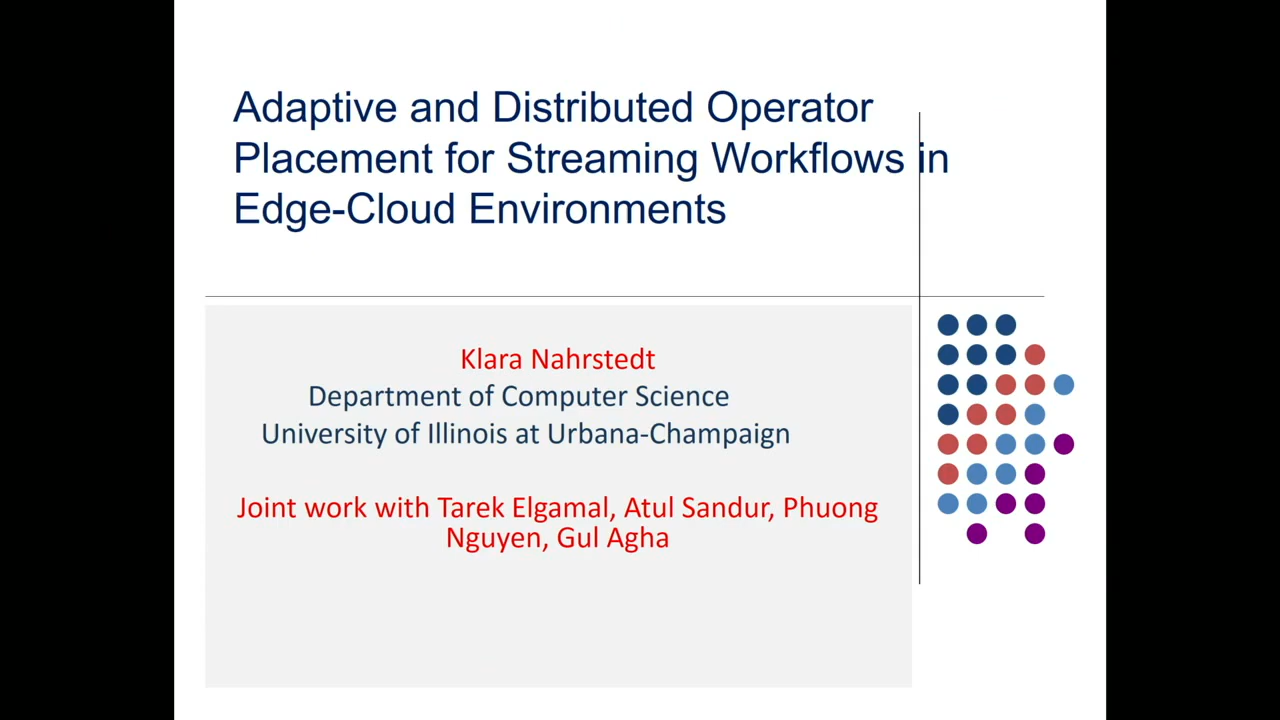 Adaptive and Distributed Operator
Placement for Streaming Workflows in
Edge-Cloud Environments
Klara Nahrstedt
Department of Computer Science
University of Illinois at Urbana-Champaign
Joint work with Tarek Elgamal, Atul Sandur, Phuong
Nguyen, Gul Agha